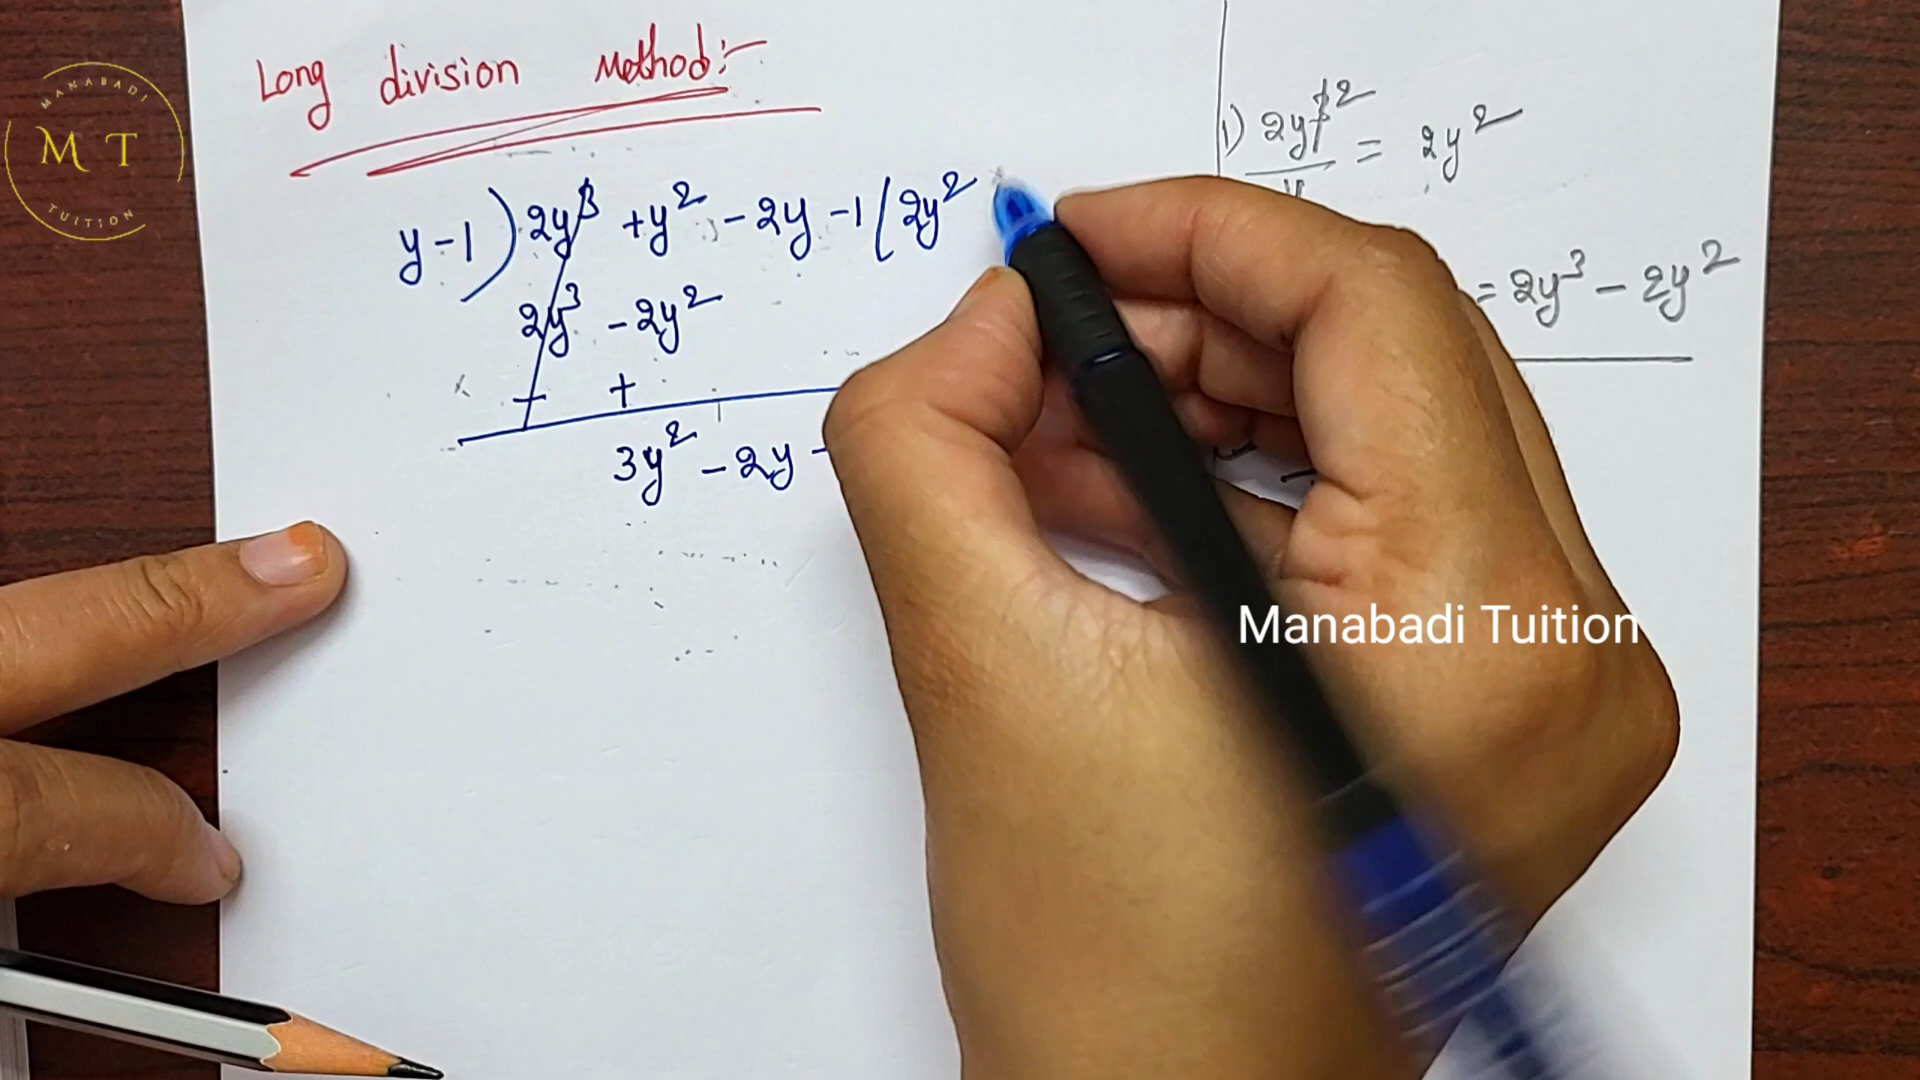 MANABADI
M T
TUITION
Long division Method:-
y-1) 2y³ +y² -2y -1 (2y²
2y³ -2y²
- +
3y² -2y -
1) 2y³ 2 = 2y²
= 2y³ - 2y²
Manabadi Tuition